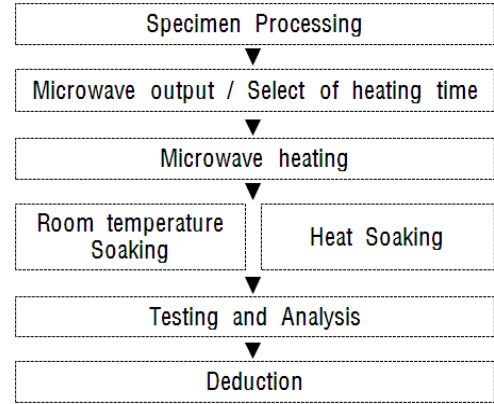 Specimen Processing
Microwave output / Select of heating time
Microwave heating
Room temperature
Soaking
Heat Soaking
Testing and Analysis
Deduction